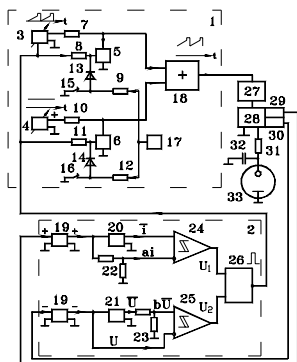 t 7 1
3 8 5 t
13
15 9 + 27
18
10 28 29
4 + 17 30
11 6 31
14 32
16 12
33
+ 19 + 20 i 24 2
ai 26
22 U₁
- 19 - 21 U bU 25 U₂
U 23